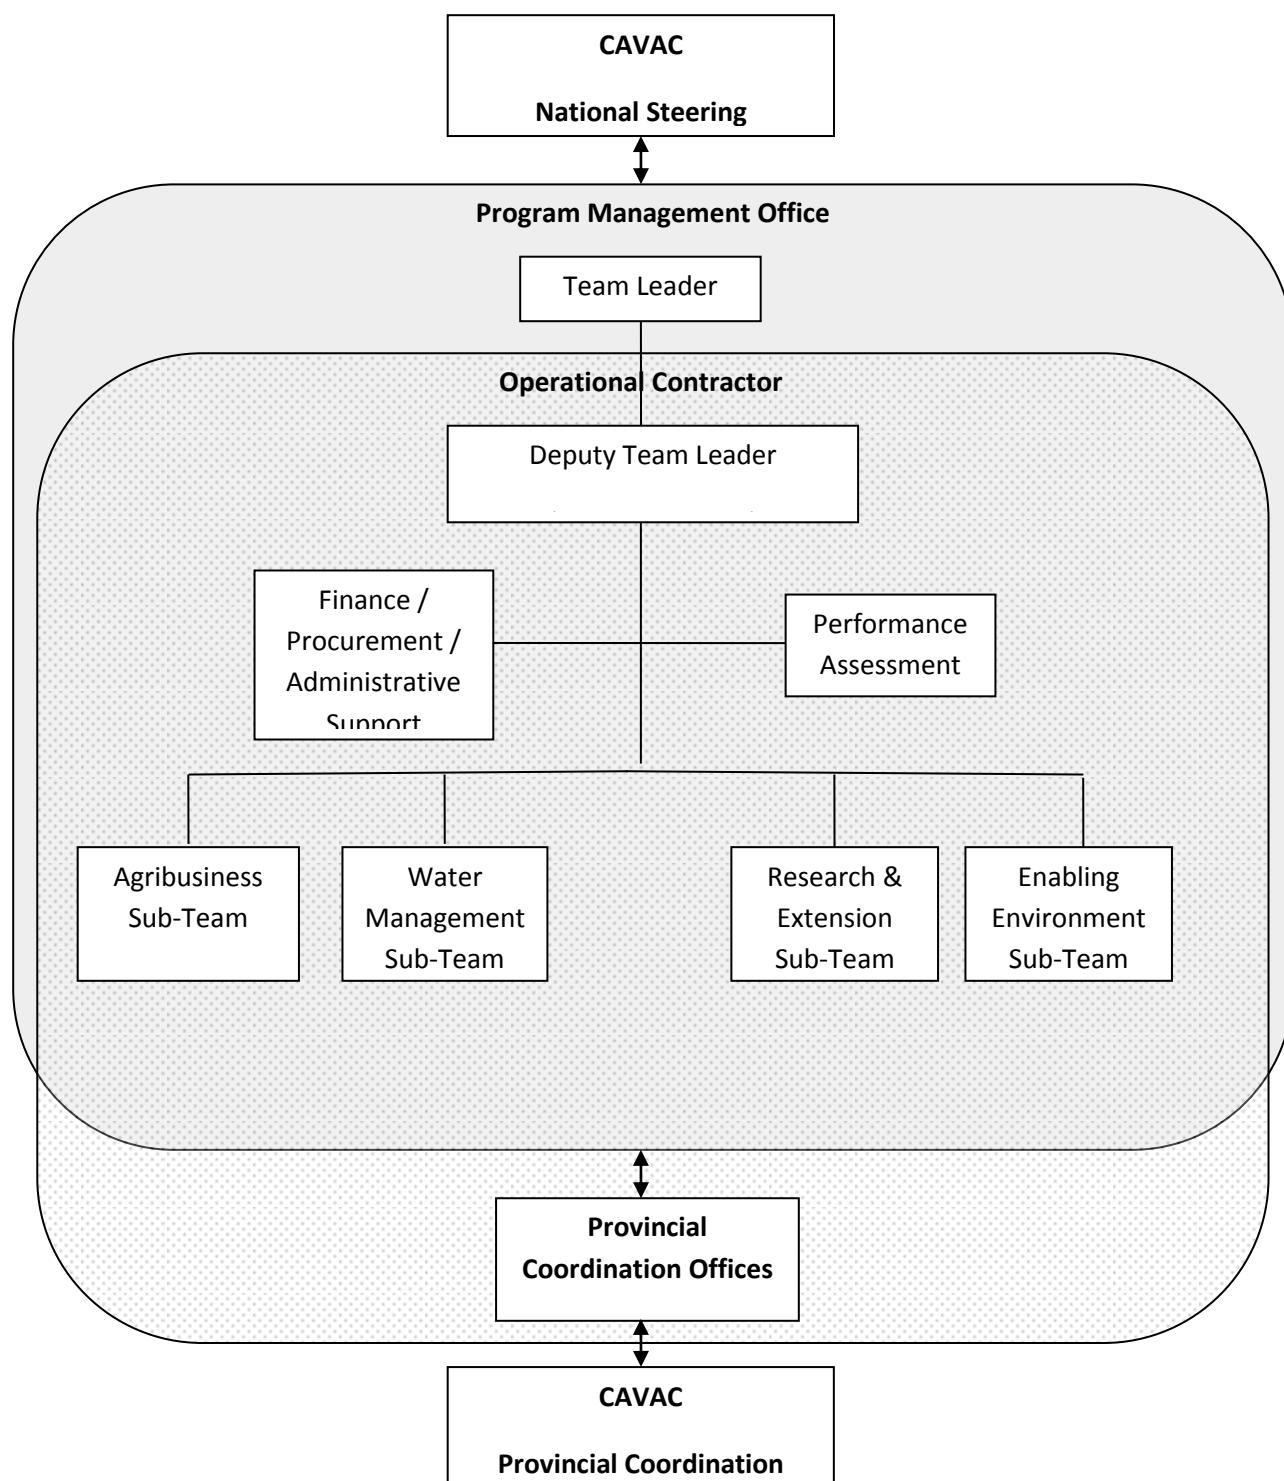 CAVAC
National Steering
Program Management Office
Team Leader
Operational Contractor
Deputy Team Leader
Finance /
Procurement /
Administrative
Support
Performance
Assessment
Agribusiness
Sub-Team
Water
Management
Sub-Team
Research &
Extension
Sub-Team
Enabling
Environment
Sub-Team
Provincial
Coordination Offices
CAVAC
Provincial Coordination